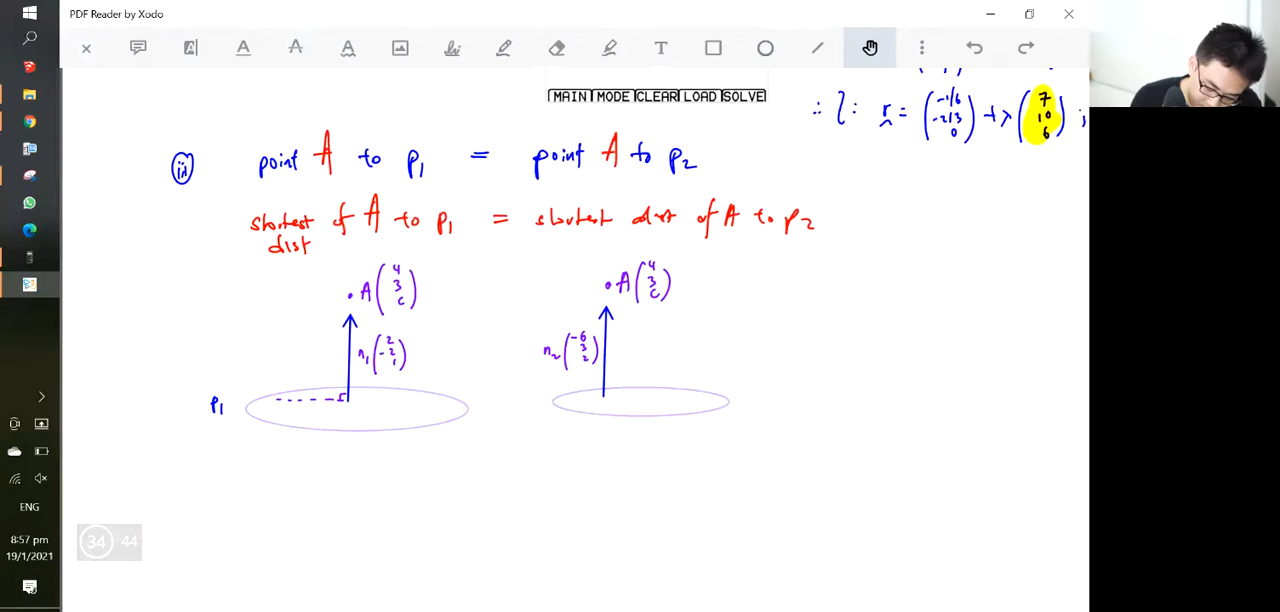 PDF Reader by Xodo
MAIN MODE CLEAR LOAD SOLVE
∴ l: r = (-1/6 -2/3 0) + λ (7 10 6) ;
(ii) point A to p1 = point A to p2
shortest dist of A to p1 = shortest dist of A to p2
A (4 3 c)
A (4 3 c)
n1 (2 -2 1)
n2 (-6 3 2)
p1
ENG
8:57 pm
19/1/2021
34 44